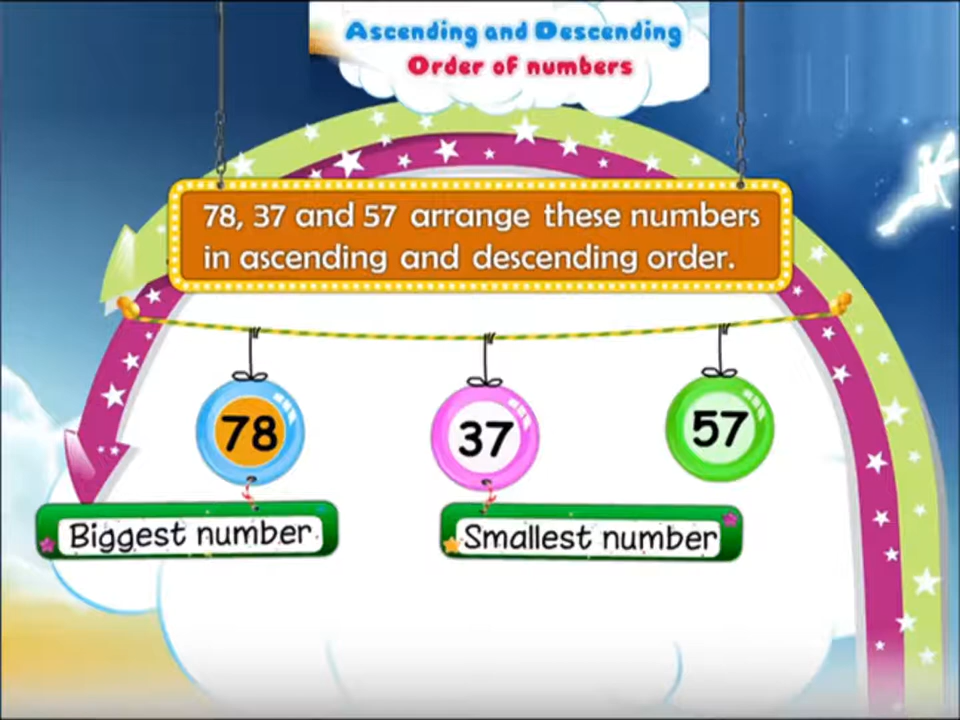 Ascending and Descending
Order of numbers
78, 37 and 57 arrange these numbers
in ascending and descending order.
78
37
57
Biggest number
Smallest number